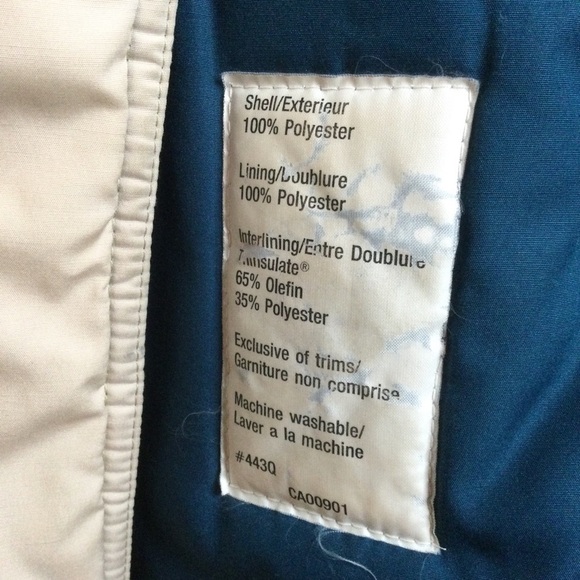 Shell/Exterieur
100% Polyester
Lining/Doublure
100% Polyester
Interlining/Entre Doublure
Thinsulate®
65% Olefin
35% Polyester
Exclusive of trims/
Garniture non comprise
Machine washable/
Laver a la machine
#443Q
CA00901